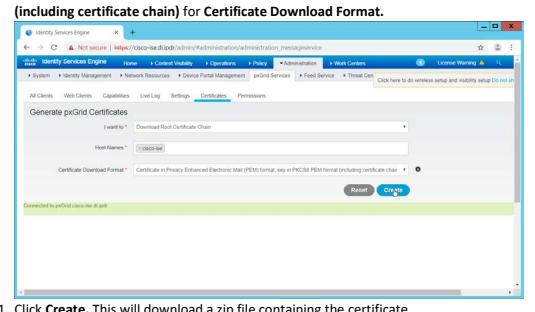 (including certificate chain) for Certificate Download Format.
Identity Services Engine
Not secure | https://cisco-ise.di.ipdr/admin/#administration/administration_messageservice
cisco Identity Services Engine Home Context Visibility Operations Policy Administration Work Centers License Warning
System Identity Management Network Resources Device Portal Management pxGrid Services Feed Service Threat Cen Click here to do wireless setup and visibility setup Do not sh
All Clients Web Clients Capabilities Live Log Settings Certificates Permissions
Generate pxGrid Certificates
I want to * Download Root Certificate Chain
Host Names * × cisco-ise
Certificate Download Format * Certificate in Privacy Enhanced Electronic Mail (PEM) format, key in PKCS8 PEM format (including certificate chai
Reset Create
Connected to pxGrid cisco-ise.di.ipdr
Click Create. This will download a zip file containing the certificate